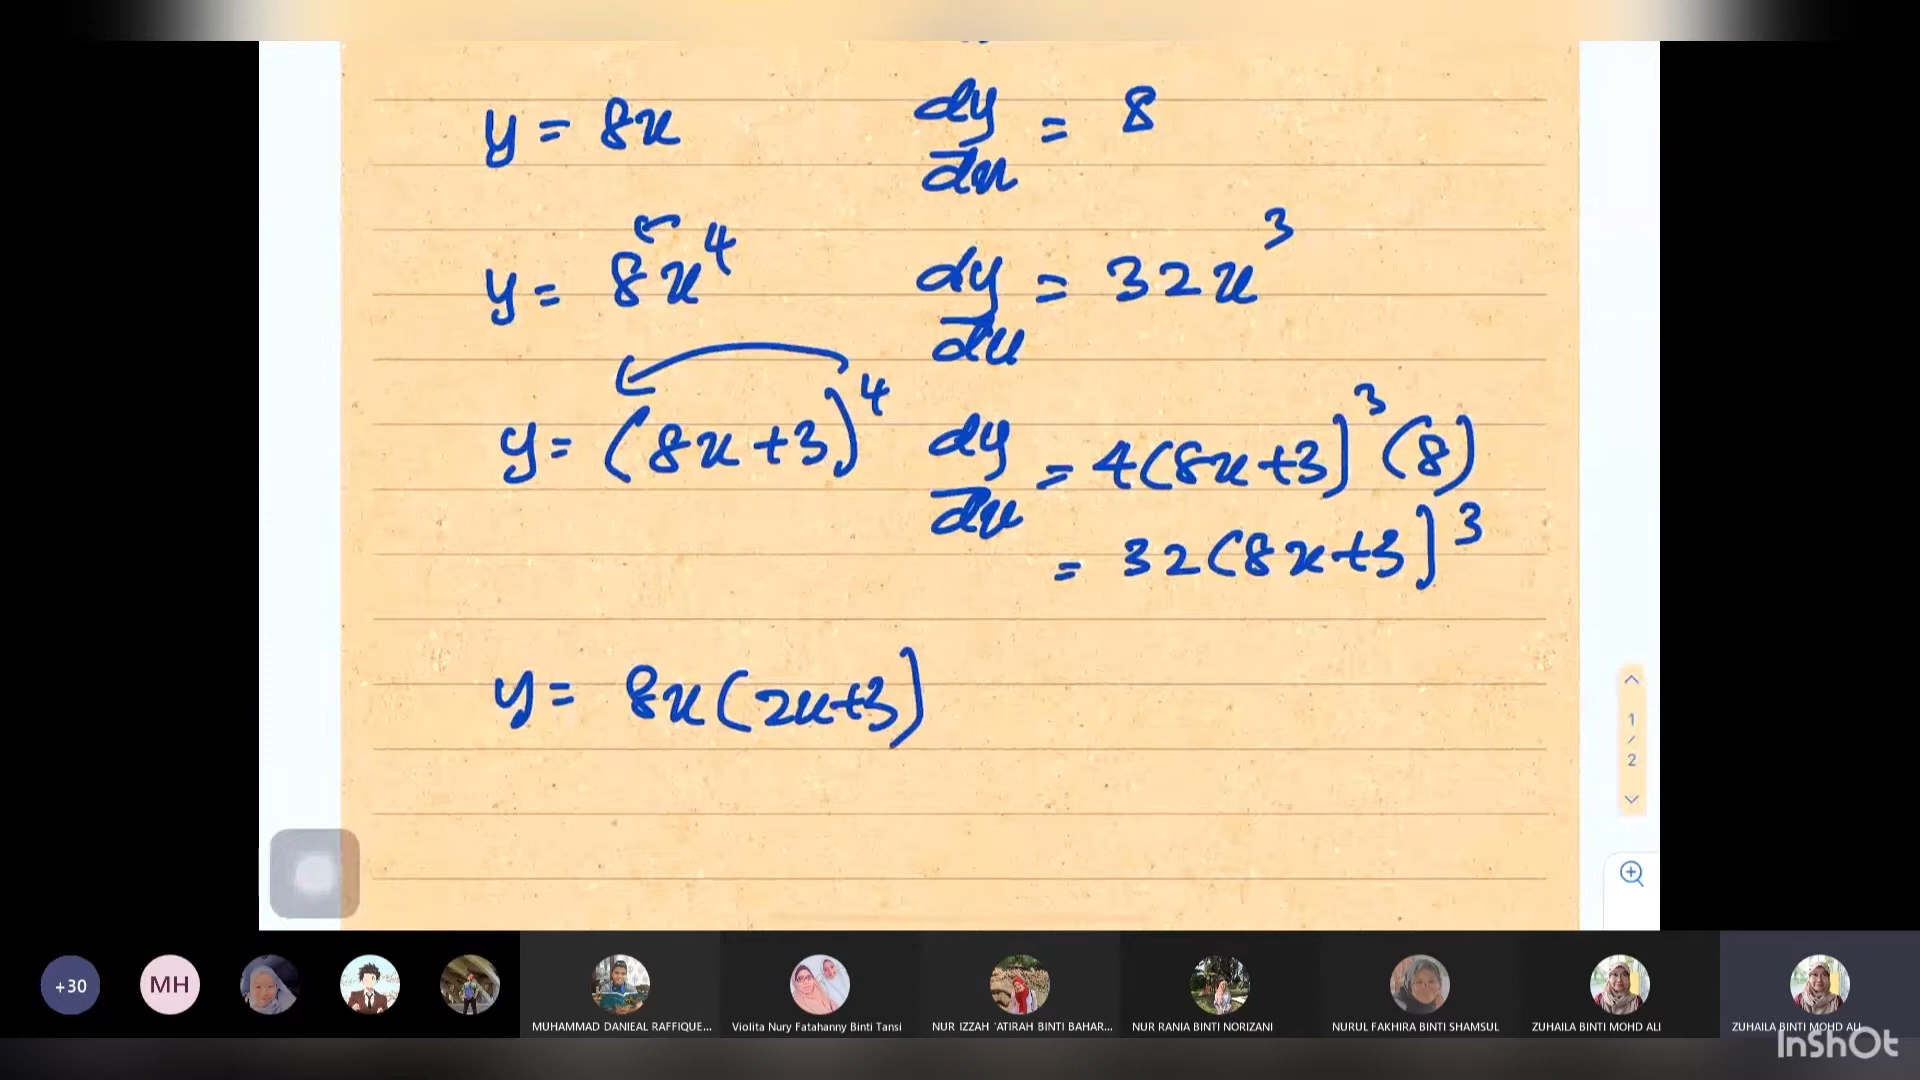 y = 8x dy/dx = 8
y = 8x⁴ dy/dx = 32x³
y = (8x+3)⁴ dy/dx = 4(8x+3)³(8)
= 32(8x+3)³
y = 8x(2x+3)
1
/
2
+30
MH
MUHAMMAD DANIEAL RAFFIQUE...
Violita Nury Fatahanny Binti Tansi
NUR IZZAH 'ATIRAH BINTI BAHAR...
NUR RANIA BINTI NORIZANI
NURUL FAKHIRA BINTI SHAMSUL
ZUHAILA BINTI MOHD ALI
ZUHAILA BINTI MOHD ALI
InShOt